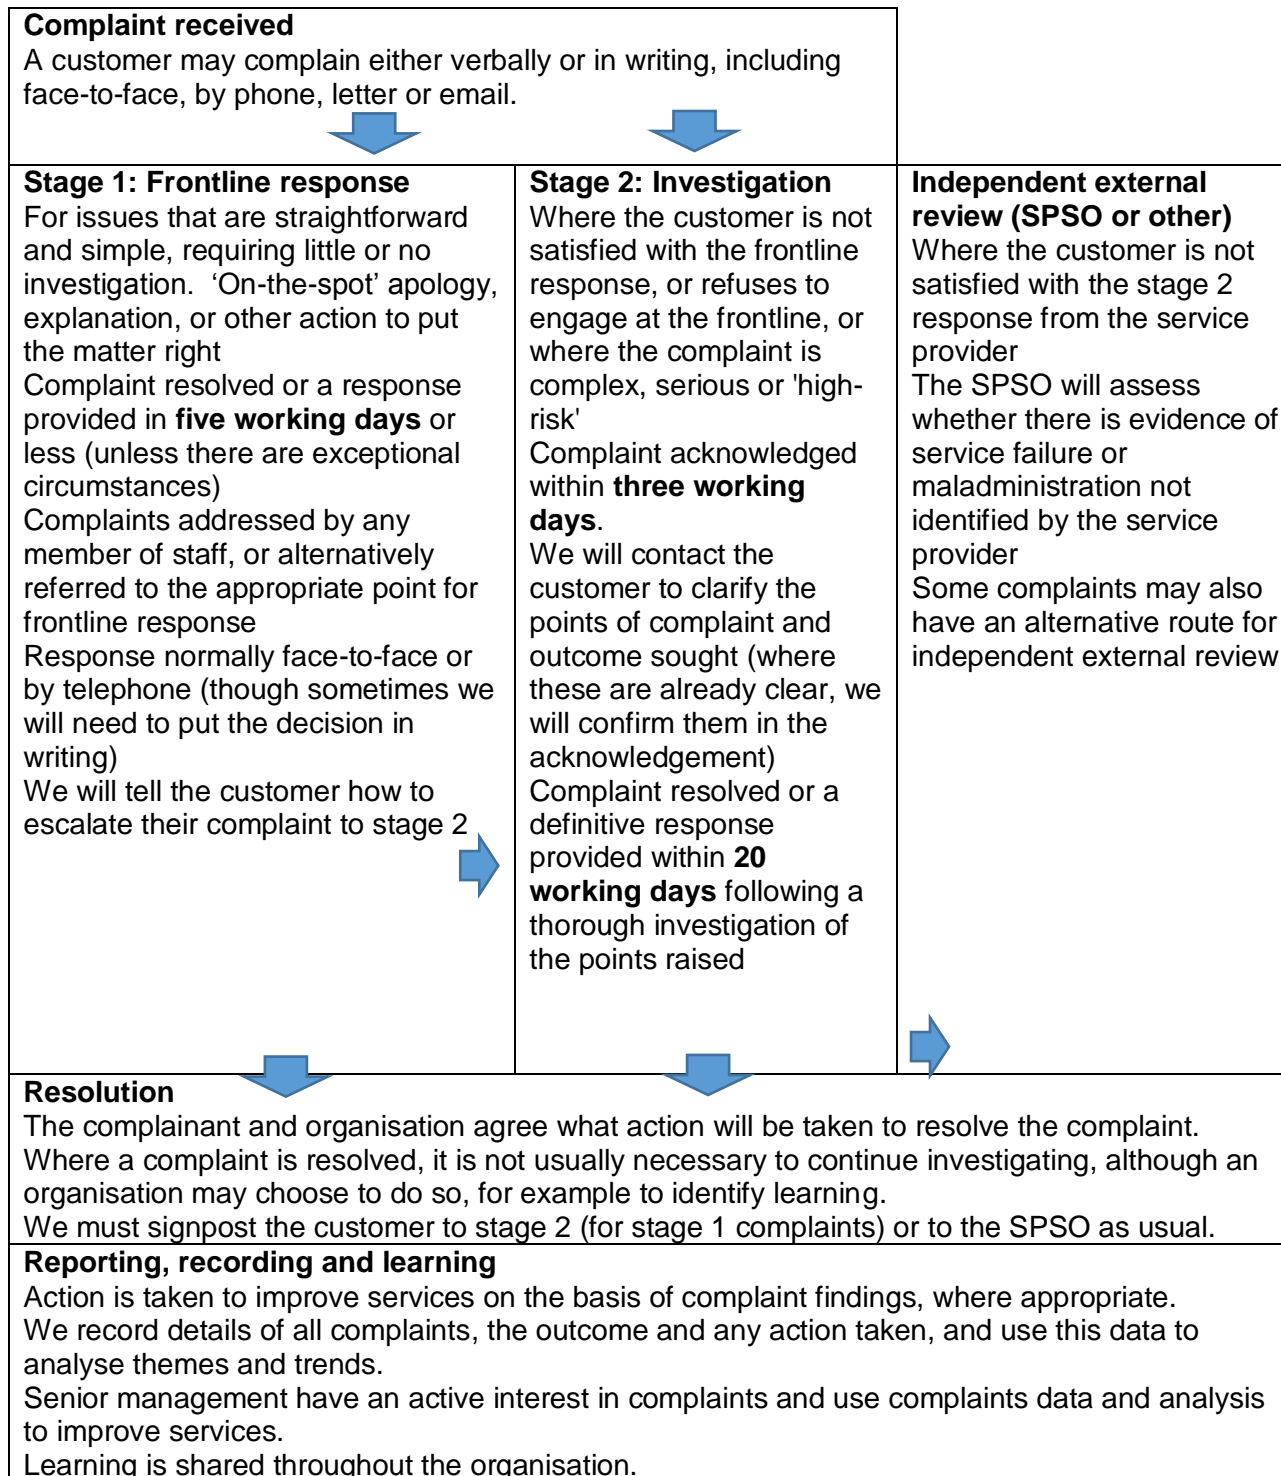 Complaint received
A customer may complain either verbally or in writing, including
face-to-face, by phone, letter or email.
Stage 1: Frontline response
For issues that are straightforward
and simple, requiring little or no
investigation.  ‘On-the-spot’ apology,
explanation, or other action to put
the matter right
Complaint resolved or a response
provided in five working days or
less (unless there are exceptional
circumstances)
Complaints addressed by any
member of staff, or alternatively
referred to the appropriate point for
frontline response
Response normally face-to-face or
by telephone (though sometimes we
will need to put the decision in
writing)
We will tell the customer how to
escalate their complaint to stage 2
Stage 2: Investigation
Where the customer is not
satisfied with the frontline
response, or refuses to
engage at the frontline, or
where the complaint is
complex, serious or 'high-
risk'
Complaint acknowledged
within three working
days.
We will contact the
customer to clarify the
points of complaint and
outcome sought (where
these are already clear, we
will confirm them in the
acknowledgement)
Complaint resolved or a
definitive response
provided within 20
working days following a
thorough investigation of
the points raised
Independent external
review (SPSO or other)
Where the customer is not
satisfied with the stage 2
response from the service
provider
The SPSO will assess
whether there is evidence of
service failure or
maladministration not
identified by the service
provider
Some complaints may also
have an alternative route for
independent external review
Resolution
The complainant and organisation agree what action will be taken to resolve the complaint.
Where a complaint is resolved, it is not usually necessary to continue investigating, although an
organisation may choose to do so, for example to identify learning.
We must signpost the customer to stage 2 (for stage 1 complaints) or to the SPSO as usual.
Reporting, recording and learning
Action is taken to improve services on the basis of complaint findings, where appropriate.
We record details of all complaints, the outcome and any action taken, and use this data to
analyse themes and trends.
Senior management have an active interest in complaints and use complaints data and analysis
to improve services.
Learning is shared throughout the organisation.